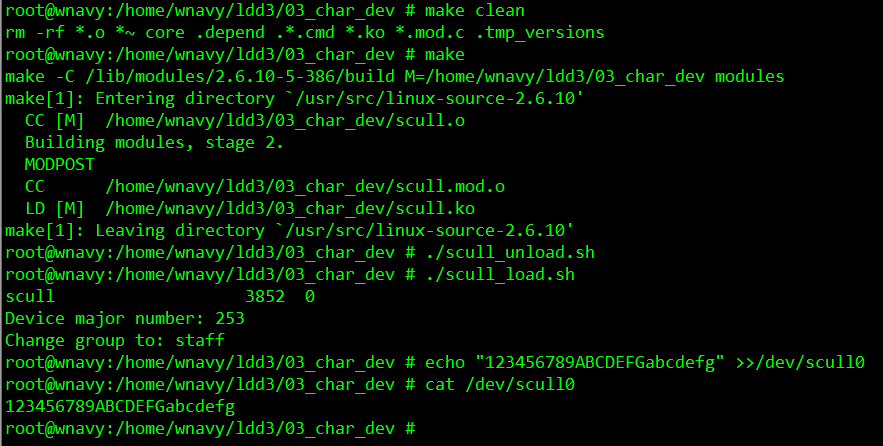 root@wnavy:/home/wnavy/ldd3/03_char_dev # make clean
rm -rf *.o *~ core .depend .*.cmd *.ko *.mod.c .tmp_versions
root@wnavy:/home/wnavy/ldd3/03_char_dev # make
make -C /lib/modules/2.6.10-5-386/build M=/home/wnavy/ldd3/03_char_dev modules
make[1]: Entering directory `/usr/src/linux-source-2.6.10'
  CC [M]  /home/wnavy/ldd3/03_char_dev/scull.o
  Building modules, stage 2.
  MODPOST
  CC      /home/wnavy/ldd3/03_char_dev/scull.mod.o
  LD [M]  /home/wnavy/ldd3/03_char_dev/scull.ko
make[1]: Leaving directory `/usr/src/linux-source-2.6.10'
root@wnavy:/home/wnavy/ldd3/03_char_dev # ./scull_unload.sh
root@wnavy:/home/wnavy/ldd3/03_char_dev # ./scull_load.sh
scull                   3852  0
Device major number: 253
Change group to: staff
root@wnavy:/home/wnavy/ldd3/03_char_dev # echo "123456789ABCDEFGabcdefg" >>/dev/scull0
root@wnavy:/home/wnavy/ldd3/03_char_dev # cat /dev/scull0
123456789ABCDEFGabcdefg
root@wnavy:/home/wnavy/ldd3/03_char_dev #